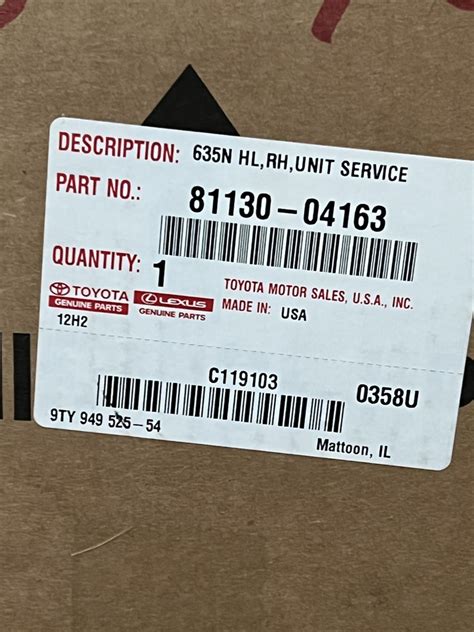 DESCRIPTION: 635N HL,RH,UNIT SERVICE
PART NO.: 81130-04163
QUANTITY: 1
TOYOTA MOTOR SALES, U.S.A., INC.
TOYOTA LEXUS
GENUINE PARTS GENUINE PARTS
MADE IN: USA
12H2
C119103
0358U
9TY 949 525-54
Mattoon, IL